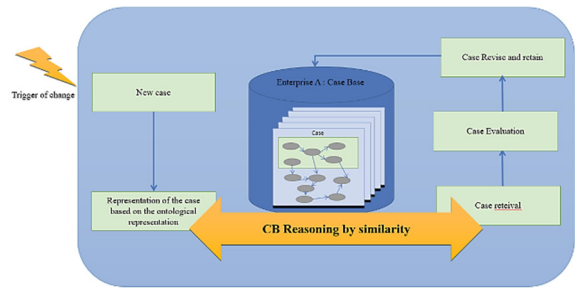 Trigger of change
New case
Representation of the case
based on the ontological
representation
Enterprise A : Case Base
Case
CB Reasoning by similarity
Case Revise and retain
Case Evaluation
Case reteival